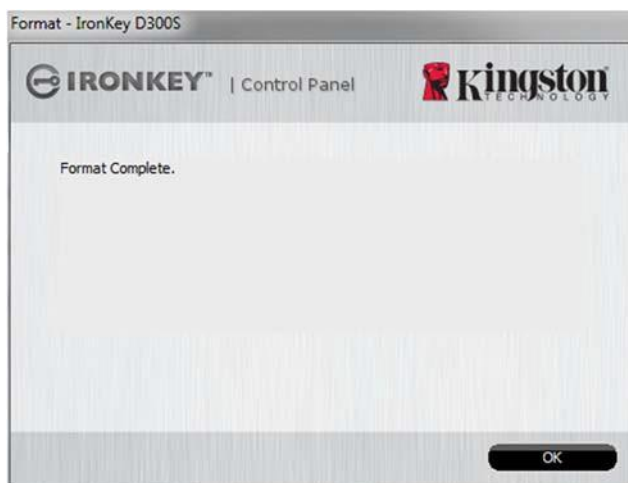 Format - IronKey D300S
IRONKEY™ | Control Panel
Kingston
TECHNOLOGY
Format Complete.
OK